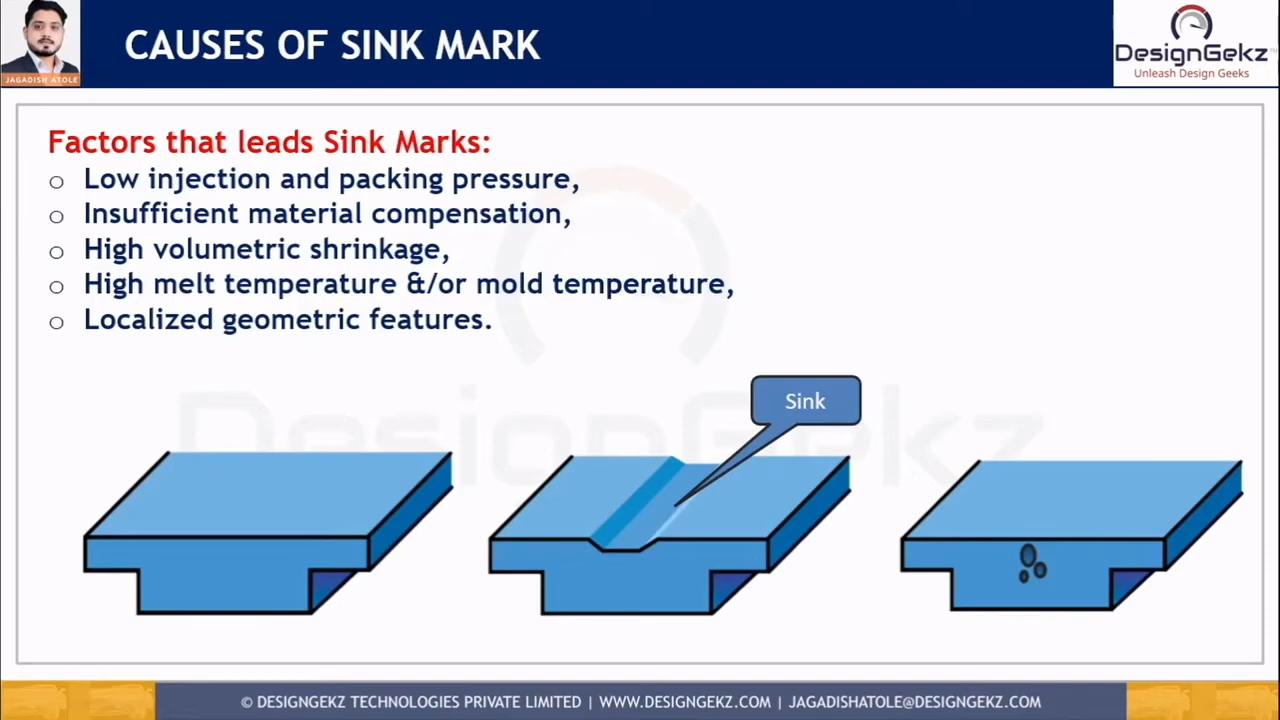 CAUSES OF SINK MARK
JAGADISH ATOLE
DesignGekz
Unleash Design Geeks
Factors that leads Sink Marks:
o Low injection and packing pressure,
o Insufficient material compensation,
o High volumetric shrinkage,
o High melt temperature &/or mold temperature,
o Localized geometric features.
DesignGekz
Sink
© DESIGNGEKZ TECHNOLOGIES PRIVATE LIMITED | WWW.DESIGNGEKZ.COM | JAGADISHATOLE@DESIGNGEKZ.COM